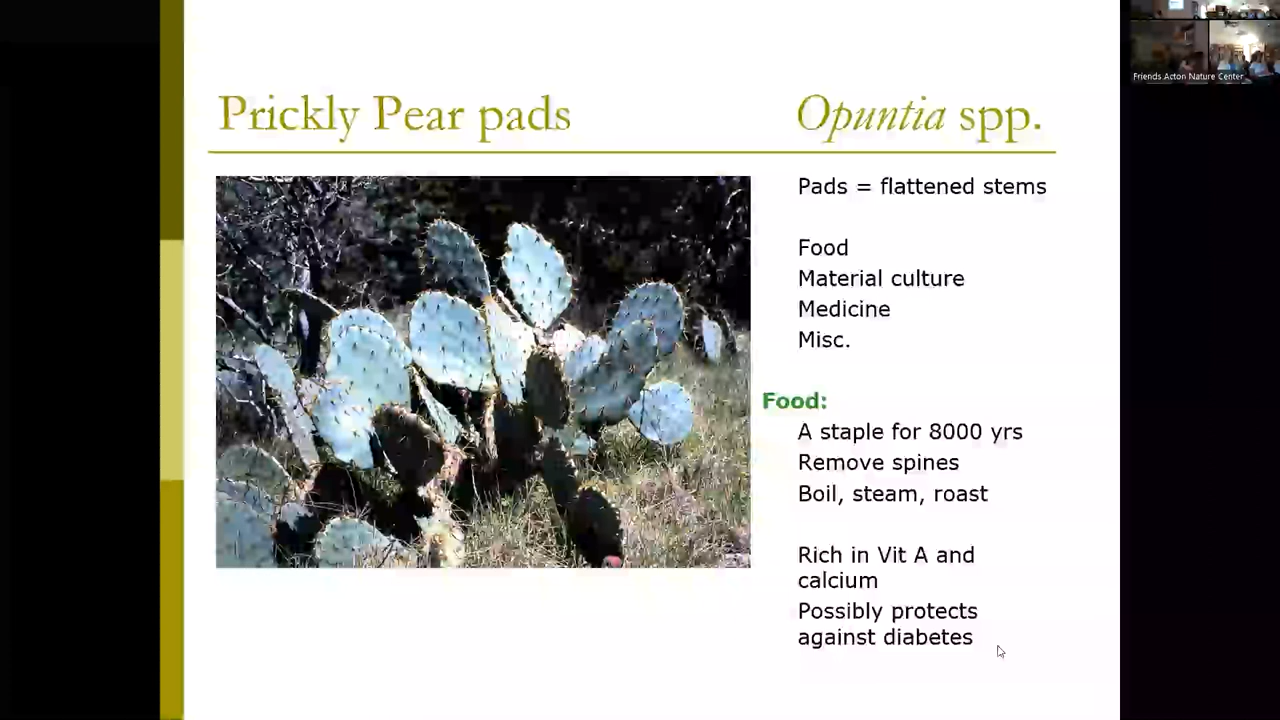 Prickly Pear pads
Opuntia spp.
Pads = flattened stems
Food
Material culture
Medicine
Misc.
Food:
A staple for 8000 yrs
Remove spines
Boil, steam, roast
Rich in Vit A and
calcium
Possibly protects
against diabetes
Friends Acton Nature Center